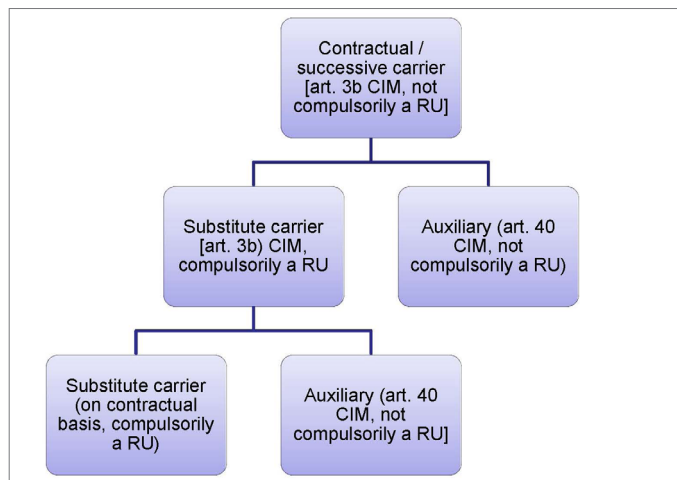 Contractual /
successive carrier
[art. 3b CIM, not
compulsorily a RU]
Substitute carrier
[art. 3b) CIM,
compulsorily a RU
Auxiliary (art. 40
CIM, not
compulsorily a RU)
Substitute carrier
(on contractual
basis, compulsorily
a RU)
Auxiliary (art. 40
CIM, not
compulsorily a RU]